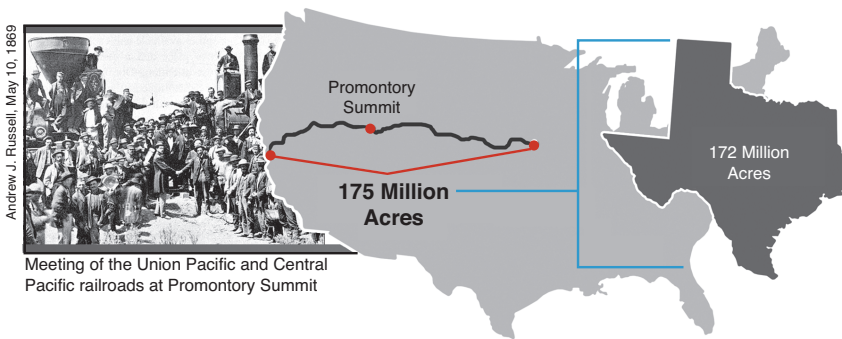 Andrew J. Russell, May 10, 1869
Promontory
Summit
175 Million
Acres
172 Million
Acres
Meeting of the Union Pacific and Central
Pacific railroads at Promontory Summit